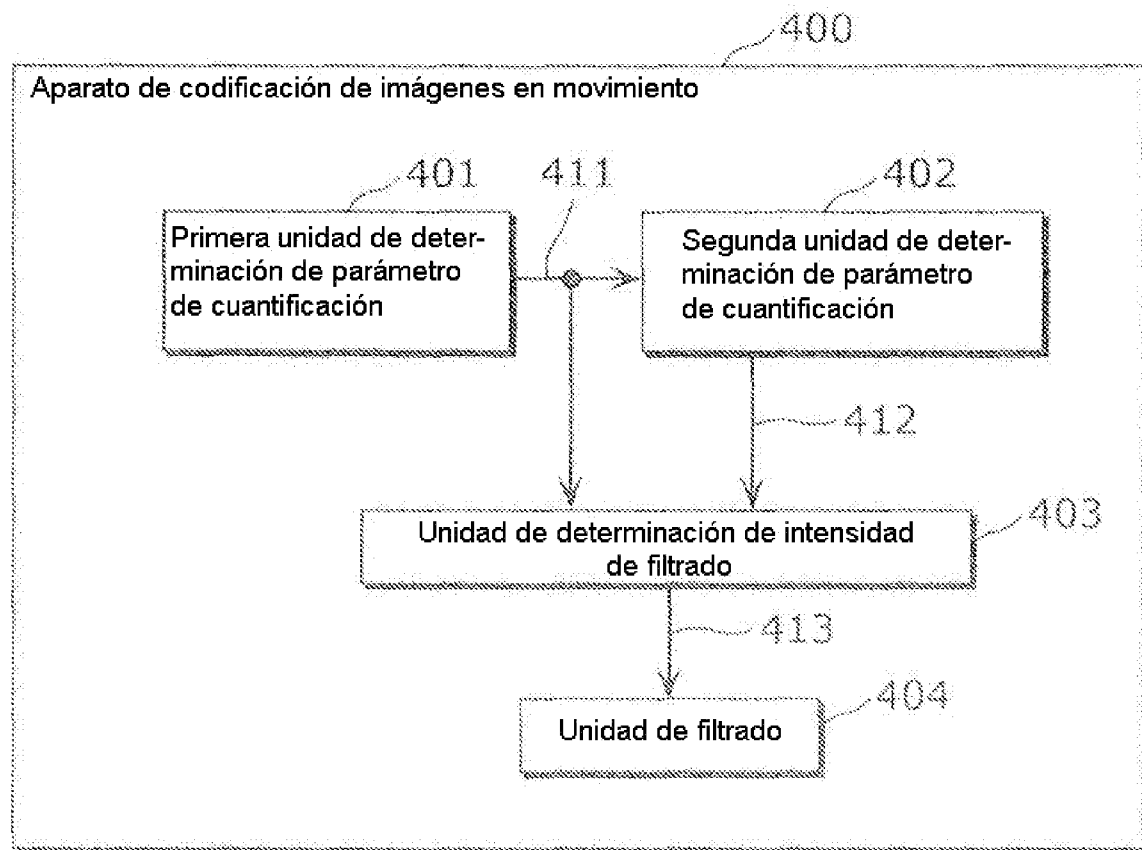 400
Aparato de codificación de imágenes en movimiento
401
411
402
Primera unidad de deter-
minación de parámetro
de cuantificación
Segunda unidad de deter-
minación de parámetro
de cuantificación
412
403
Unidad de determinación de intensidad
de filtrado
413
404
Unidad de filtrado